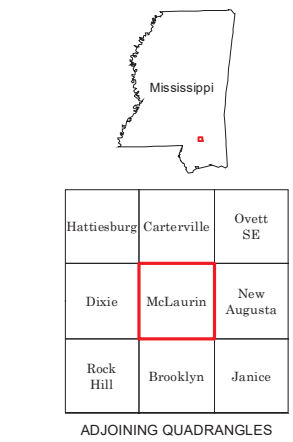 Mississippi
Hattiesburg
Carterville
Ovett
SE
Dixie
McLaurin
New
Augusta
Rock
Hill
Brooklyn
Janice
ADJOINING QUADRANGLES